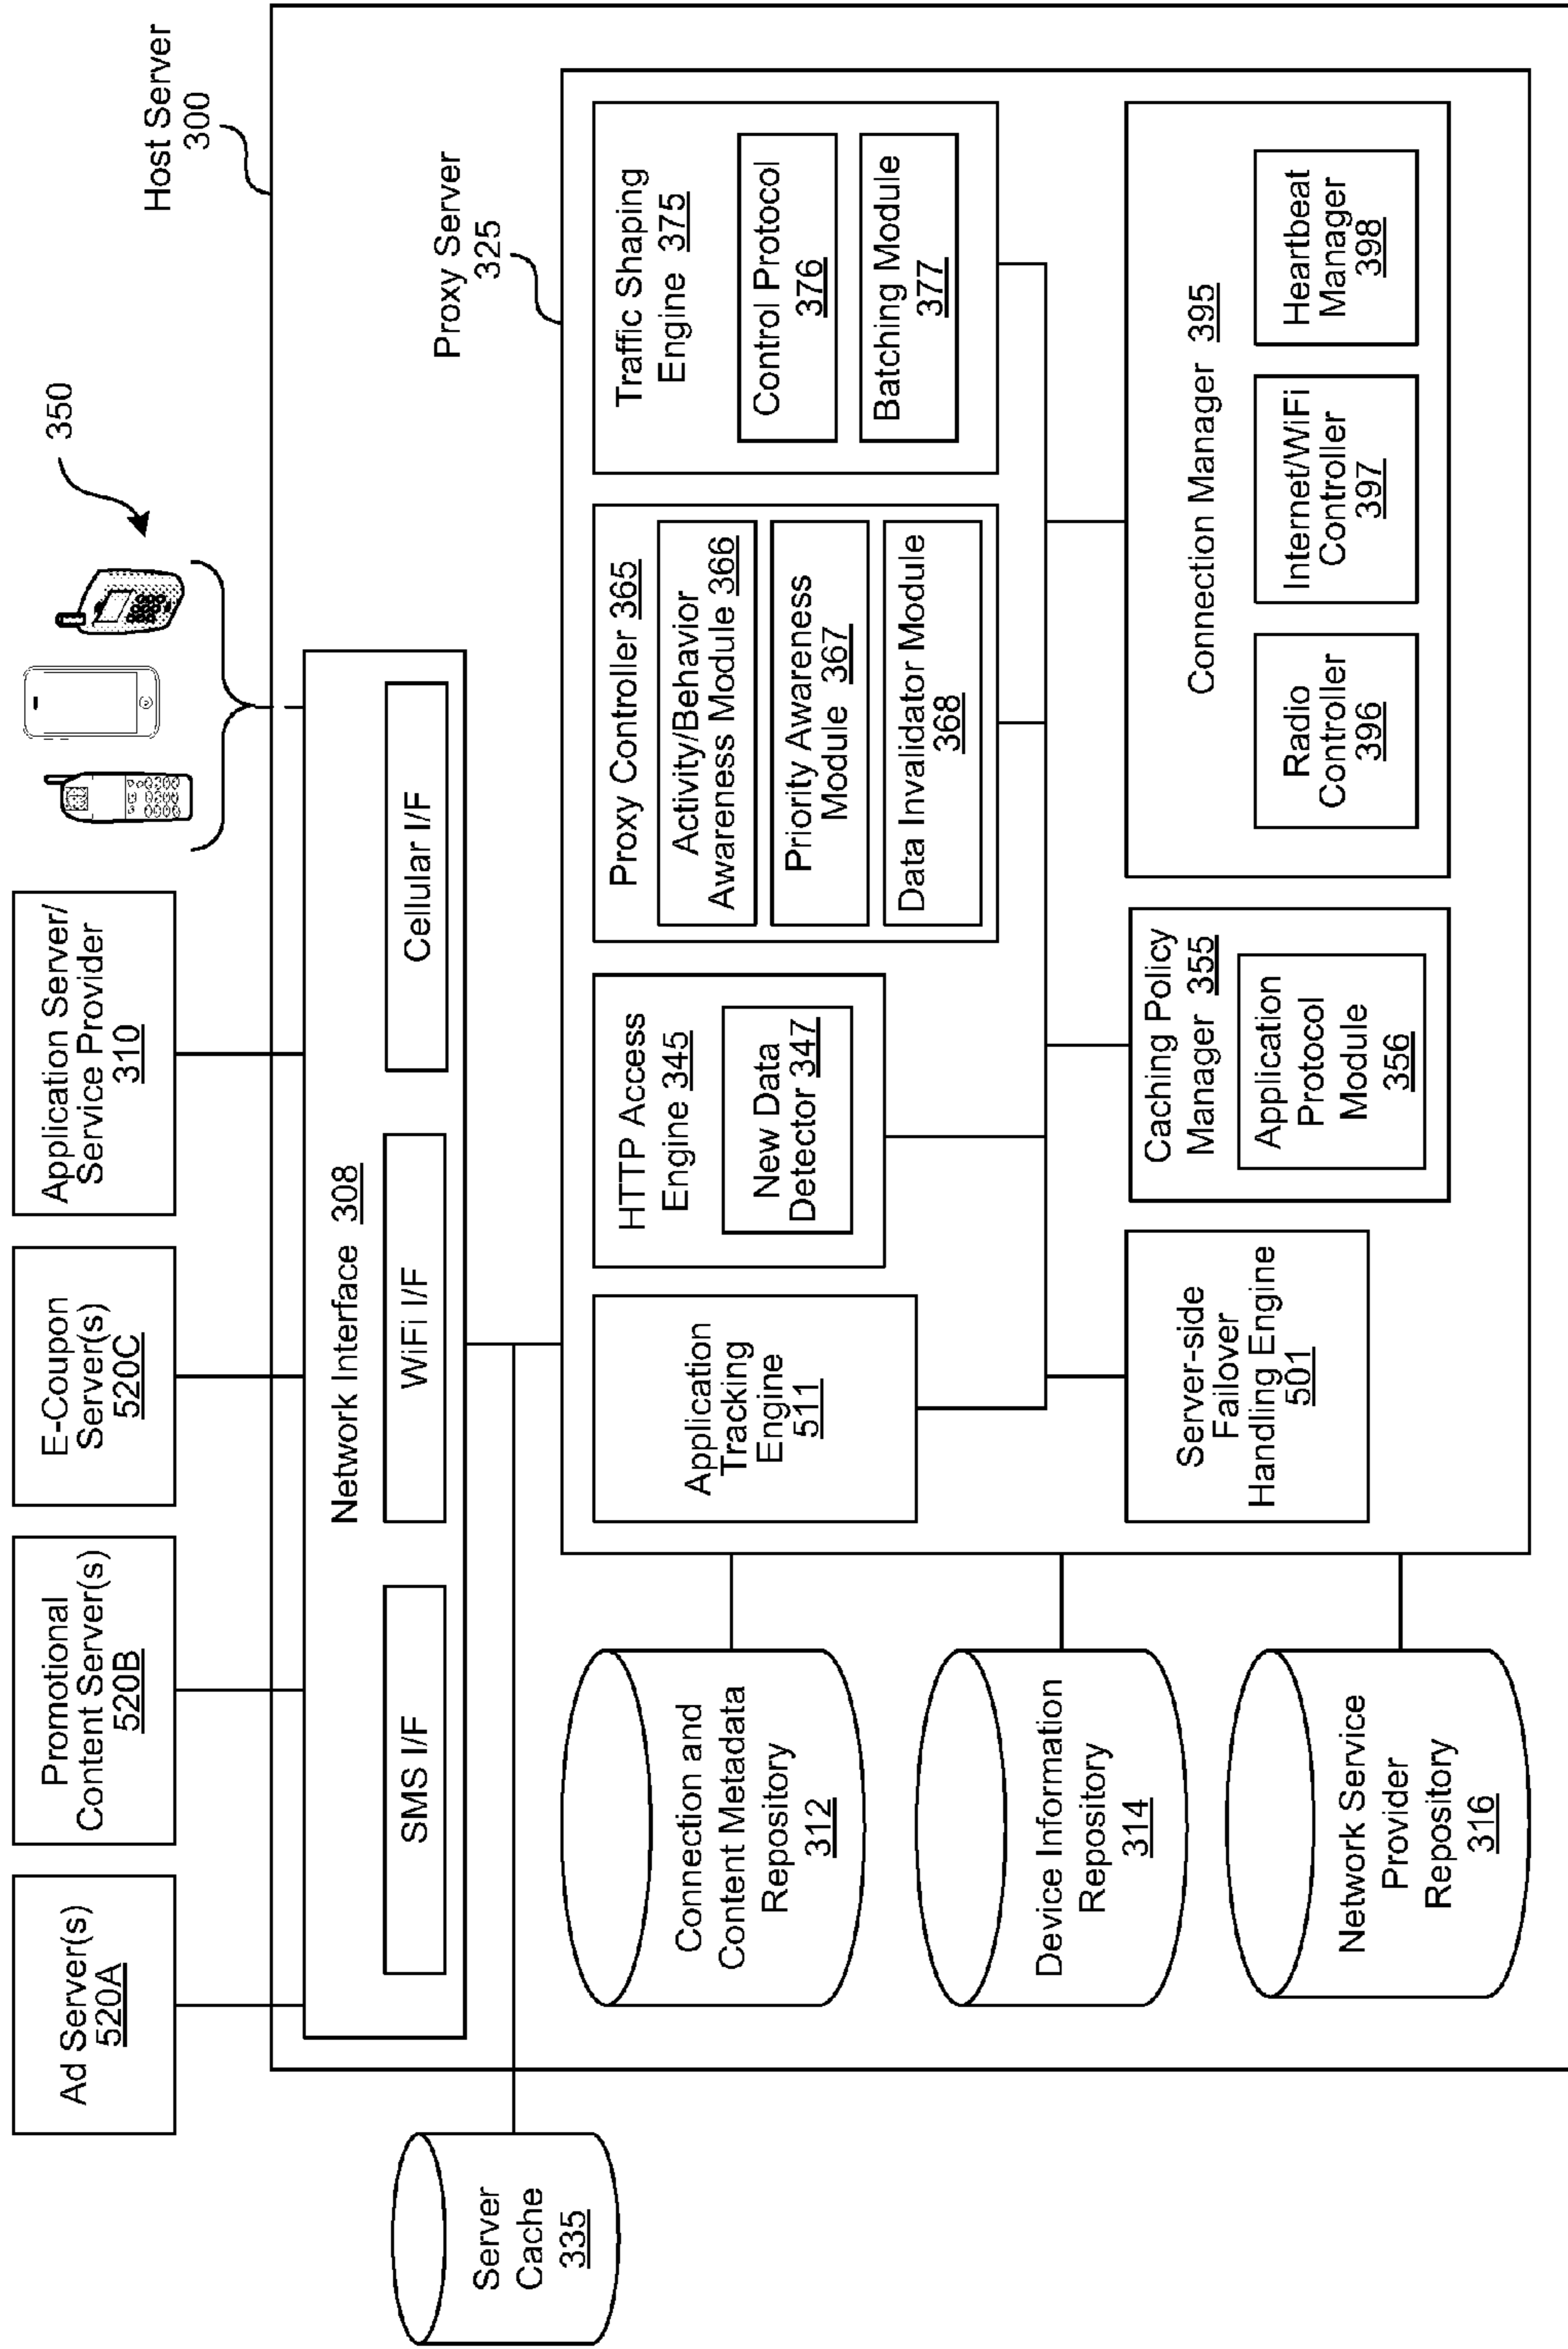 Ad Server(s)
520A
Promotional
Content Server(s)
520B
E-Coupon
Server(s)
520C
Application Server/
Service Provider
310
350
Host Server
300
Network Interface 308
SMS I/F
WiFi I/F
Cellular I/F
Server
Cache
335
Proxy Server
325
Connection and
Content Metadata
Repository
312
Device Information
Repository
314
Network Service
Provider
Repository
316
Application
Tracking
Engine
511
HTTP Access
Engine 345
New Data
Detector 347
Proxy Controller 365
Activity/Behavior
Awareness Module 366
Priority Awareness
Module 367
Data Invalidator Module
368
Traffic Shaping
Engine 375
Control Protocol
376
Batching Module
377
Server-side
Failover
Handling Engine
501
Caching Policy
Manager 355
Application
Protocol
Module
356
Connection Manager 395
Radio
Controller
396
Internet/WiFi
Controller
397
Heartbeat
Manager
398